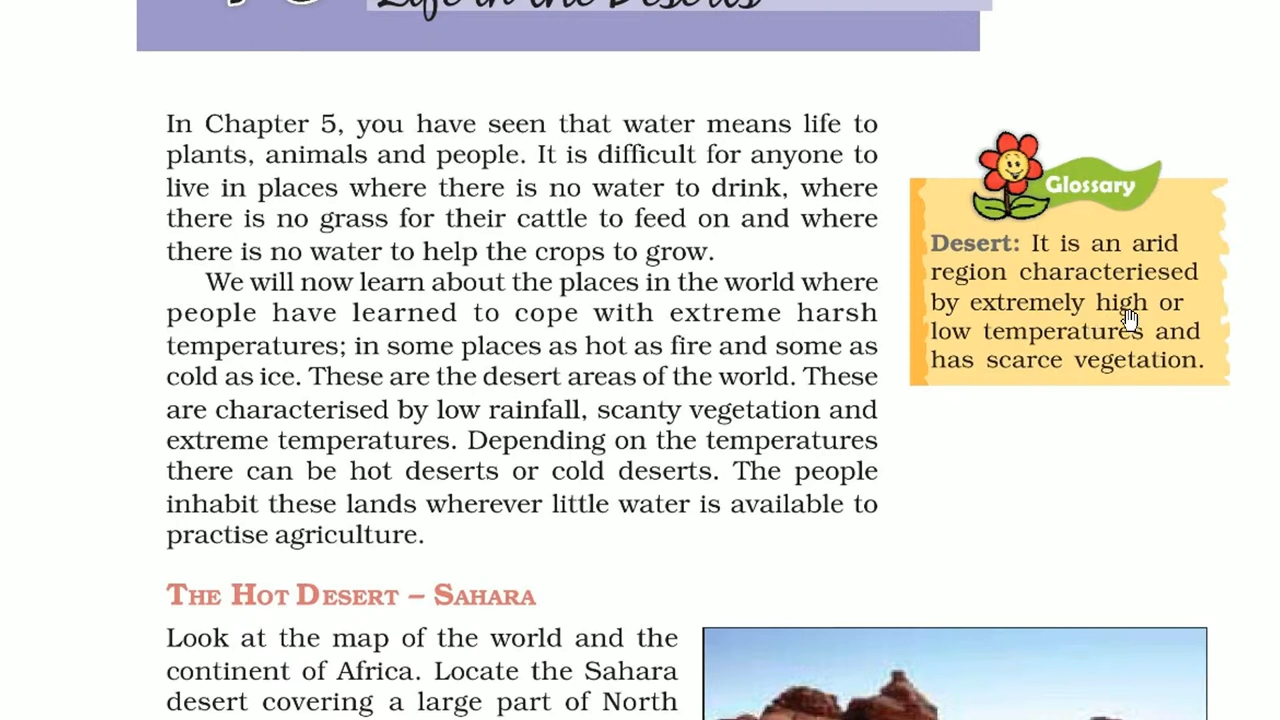 Life in the Deserts
In Chapter 5, you have seen that water means life to
plants, animals and people. It is difficult for anyone to
live in places where there is no water to drink, where
there is no grass for their cattle to feed on and where
there is no water to help the crops to grow.
We will now learn about the places in the world where
people have learned to cope with extreme harsh
temperatures; in some places as hot as fire and some as
cold as ice. These are the desert areas of the world. These
are characterised by low rainfall, scanty vegetation and
extreme temperatures. Depending on the temperatures
there can be hot deserts or cold deserts. The people
inhabit these lands wherever little water is available to
practise agriculture.
Glossary
Desert: It is an arid
region characteriesed
by extremely high or
low temperatures and
has scarce vegetation.
THE HOT DESERT – SAHARA
Look at the map of the world and the
continent of Africa. Locate the Sahara
desert covering a large part of North